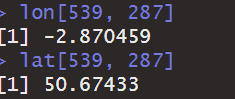 > lon[539, 287]
[1] -2.870459
> lat[539, 287]
[1] 50.67433